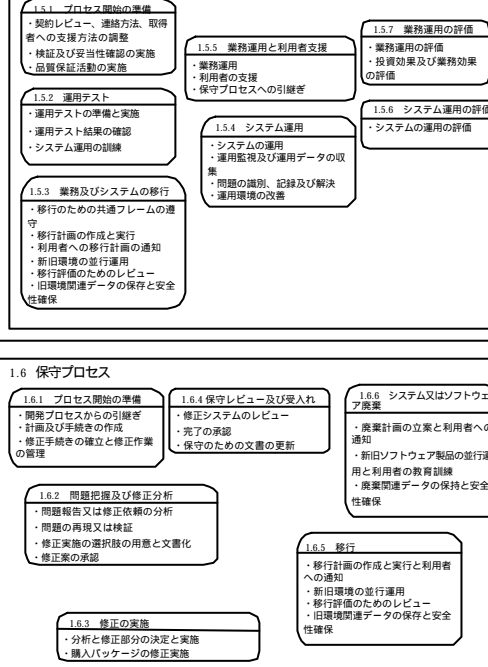 1.5.1 プロセス開始の準備
・契約レビュー、連絡方法、取得
者への支援方法の調整
・検証及び妥当性確認の実施
・品質保証活動の実施
1.5.2 運用テスト
・運用テストの準備と実施
・運用テスト結果の確認
・システム運用の訓練
1.5.3 業務及びシステムの移行
・移行のための共通フレームの遵
守
・移行計画の作成と実行
・利用者への移行計画の通知
・新旧環境の並行運用
・移行評価のためのレビュー
・旧環境関連データの保存と安全
性確保
1.5.5 業務運用と利用者支援
・業務運用
・利用者の支援
・保守プロセスへの引継ぎ
1.5.4 システム運用
・システムの運用
・運用監視及び運用データの収
集
・問題の識別、記録及び解決
・運用環境の改善
1.5.7 業務運用の評価
・業務運用の評価
・投資効果及び業務効果
の評価
1.5.6 システム運用の評価
・システムの運用の評価
1.6 保守プロセス
1.6.1 プロセス開始の準備
・開発プロセスからの引継ぎ
・計画及び手続きの作成
・修正手続きの確立と修正作業
の管理
1.6.4 保守レビュー及び受入れ
・修正システムのレビュー
・完了の承認
・保守のための文書の更新
1.6.6 システム又はソフトウェ
ア廃棄
・廃棄計画の立案と利用者への
通知
・新旧ソフトウェア製品の並行運
用と利用者の教育訓練
・廃棄関連データの保持と安全
性確保
1.6.2 問題把握及び修正分析
・問題報告又は修正依頼の分析
・問題の再現又は検証
・修正実施の選択肢の用意と文書化
・修正案の承認
1.6.5 移行
・移行計画の作成と実行と利用者
への通知
・新旧環境の並行運用
・移行評価のためのレビュー
・旧環境関連データの保存と安全
性確保
1.6.3 修正の実施
・分析と修正部分の決定と実施
・購入パッケージの修正実施